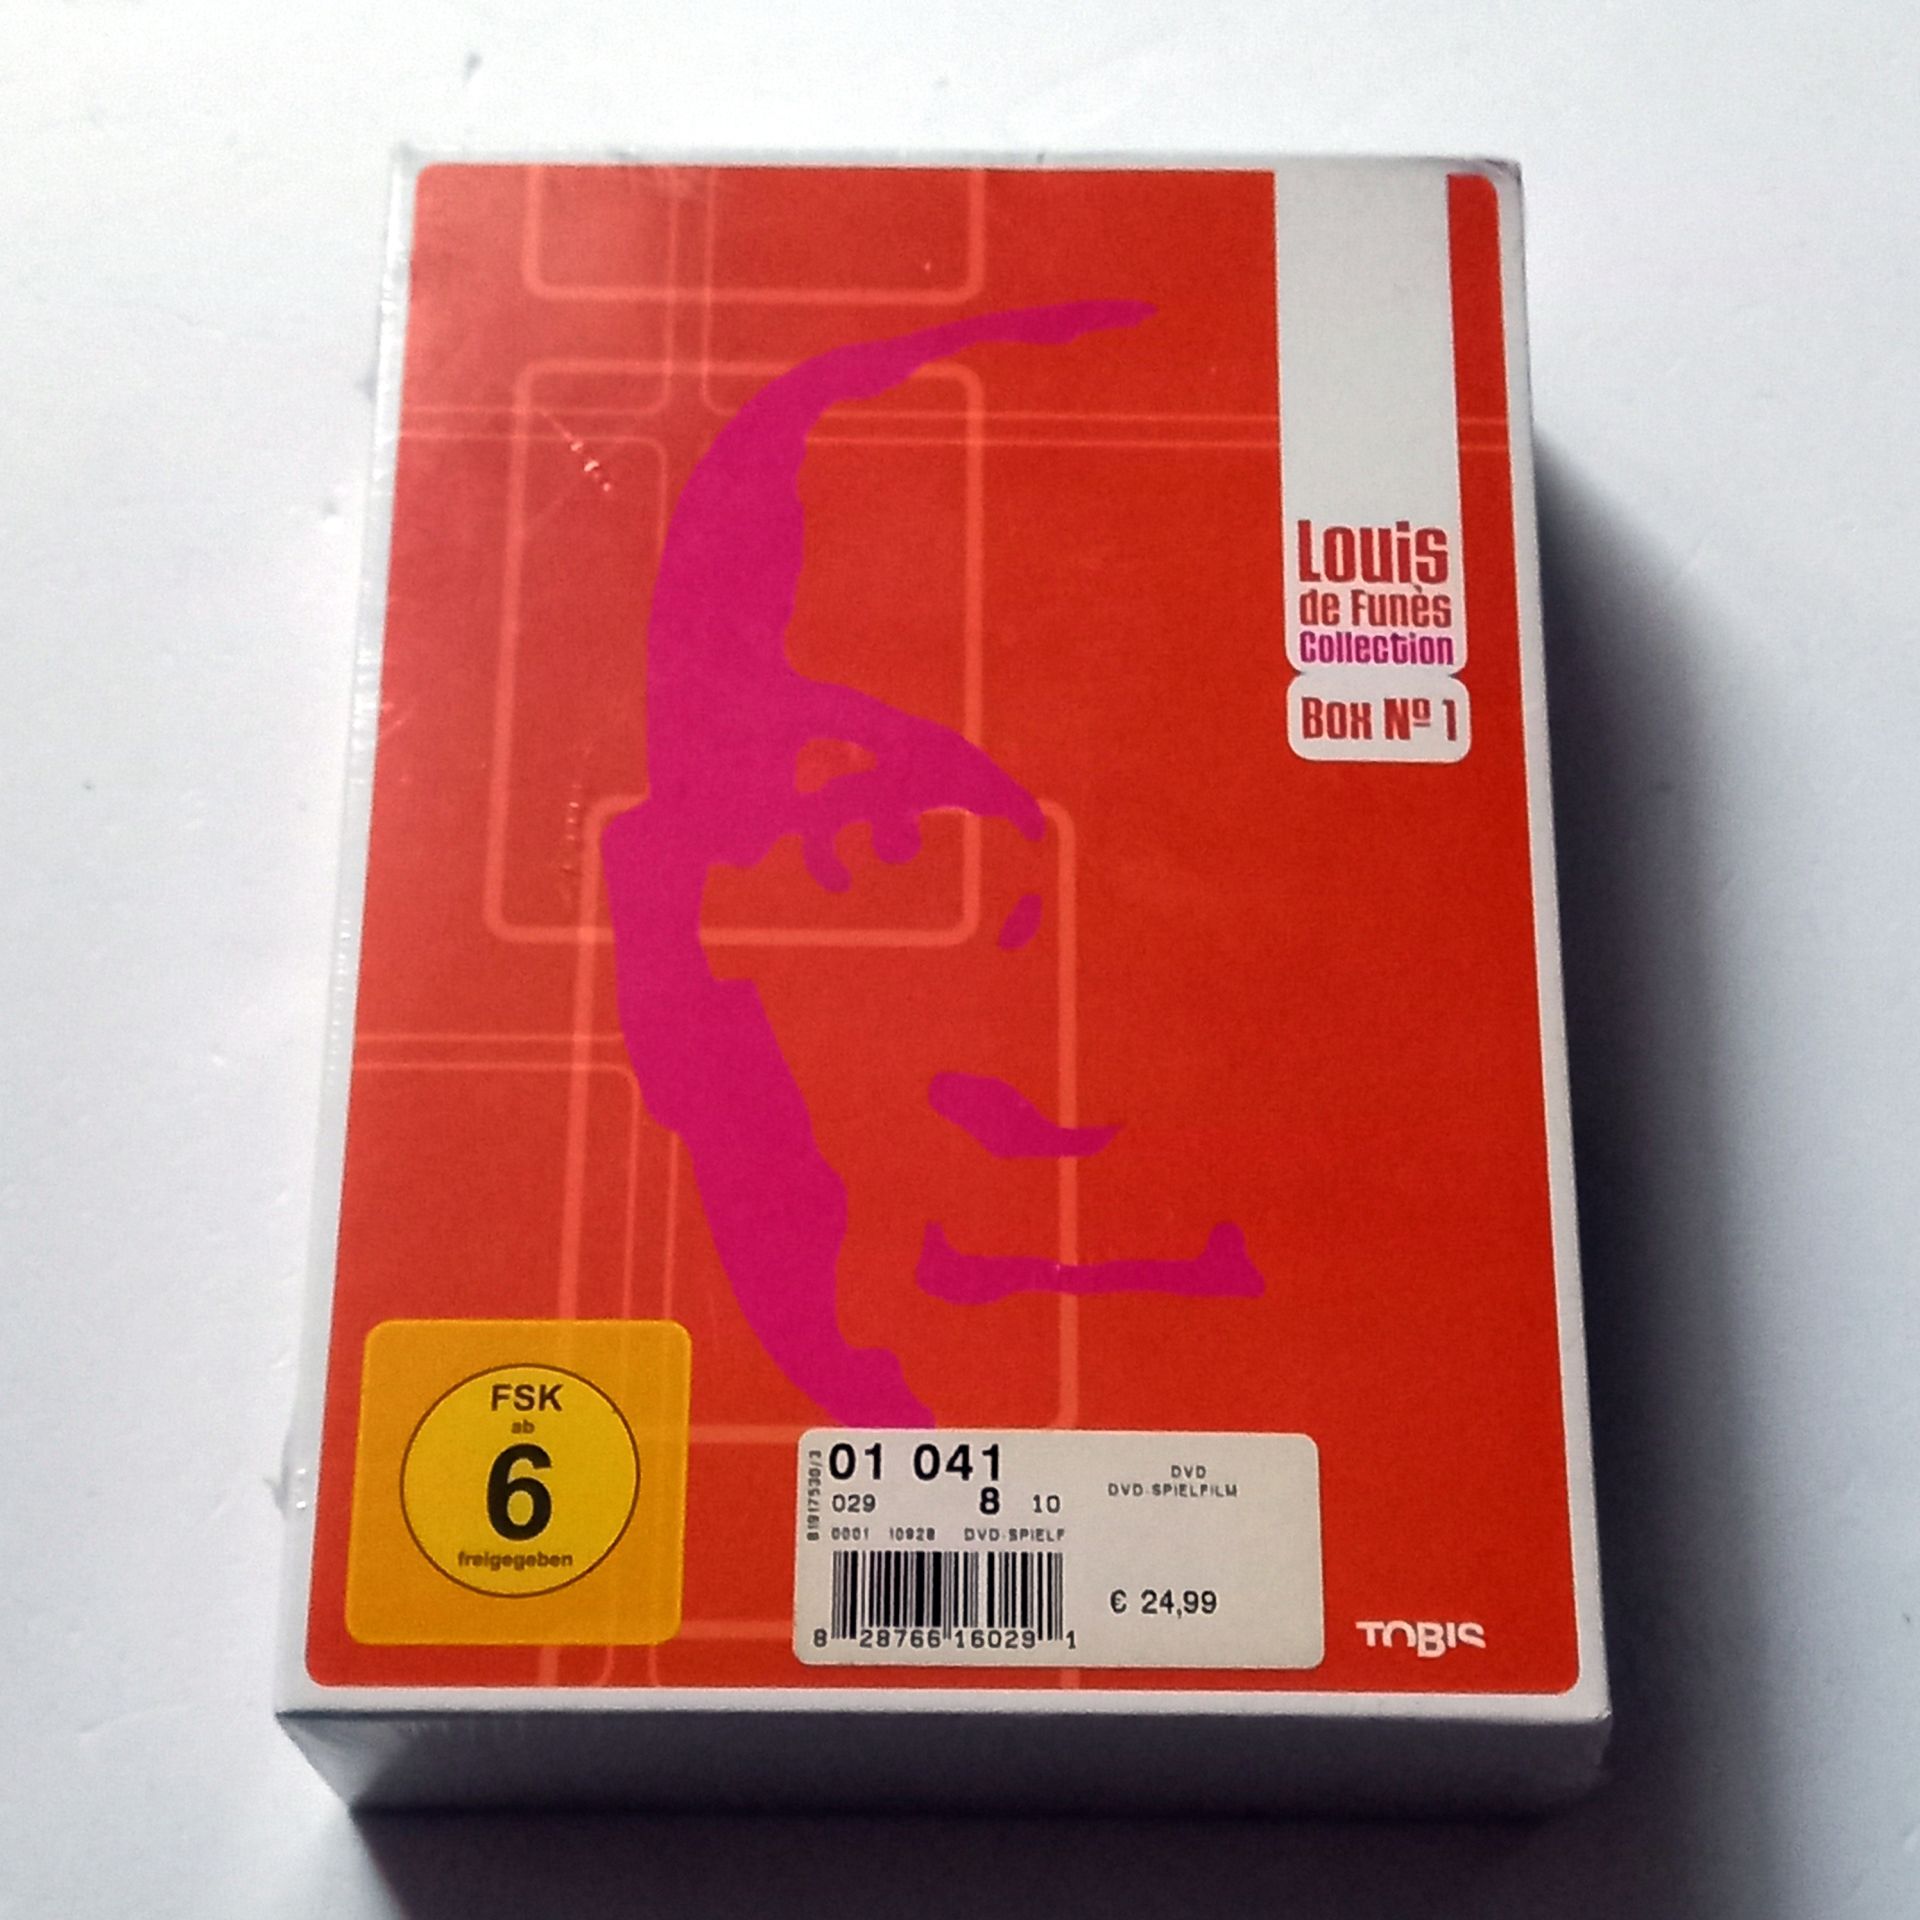 Louis
de Funès
Collection
Box Nº 1
FSK
ab
6
freigegeben
01 041
029 8 10
0001 10928 DVD-SPIELF
DVD
DVD-SPIELFILM
€ 24,99
8 28766 16029 1
TOBIS